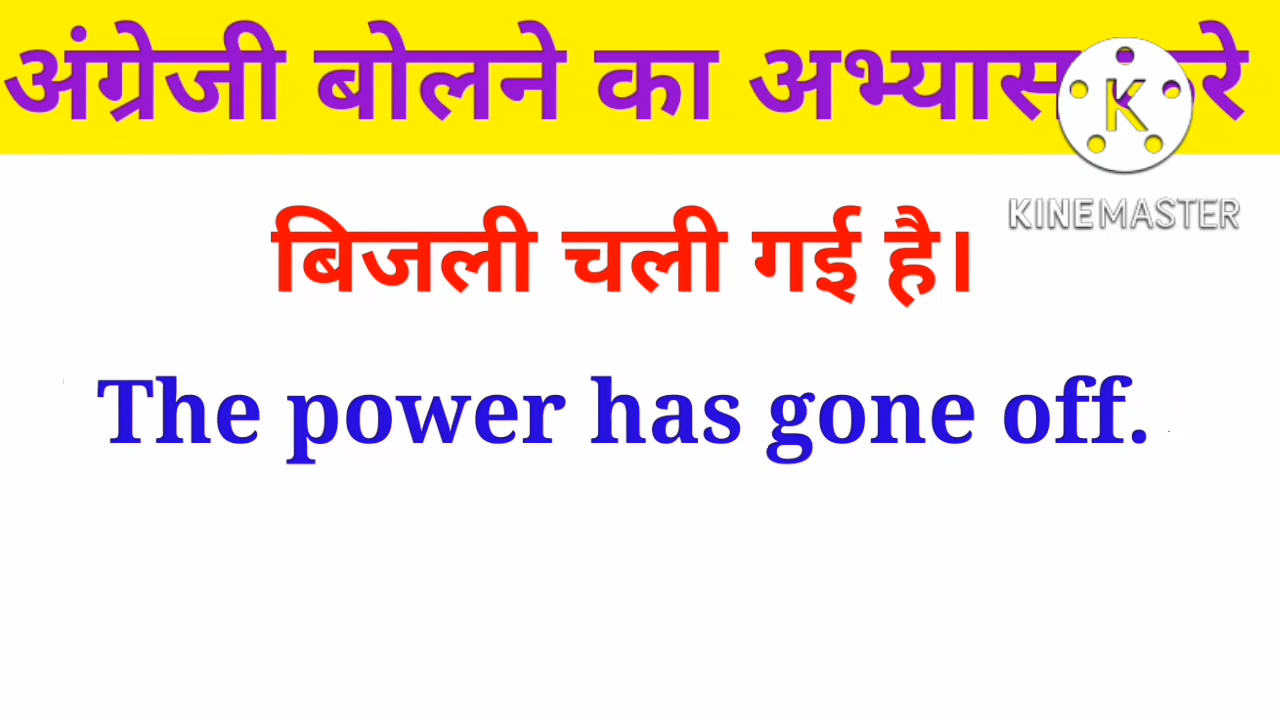 अंग्रेजी बोलने का अभ्यास
K
KINEMASTER
बिजली चली गई है।
The power has gone off.